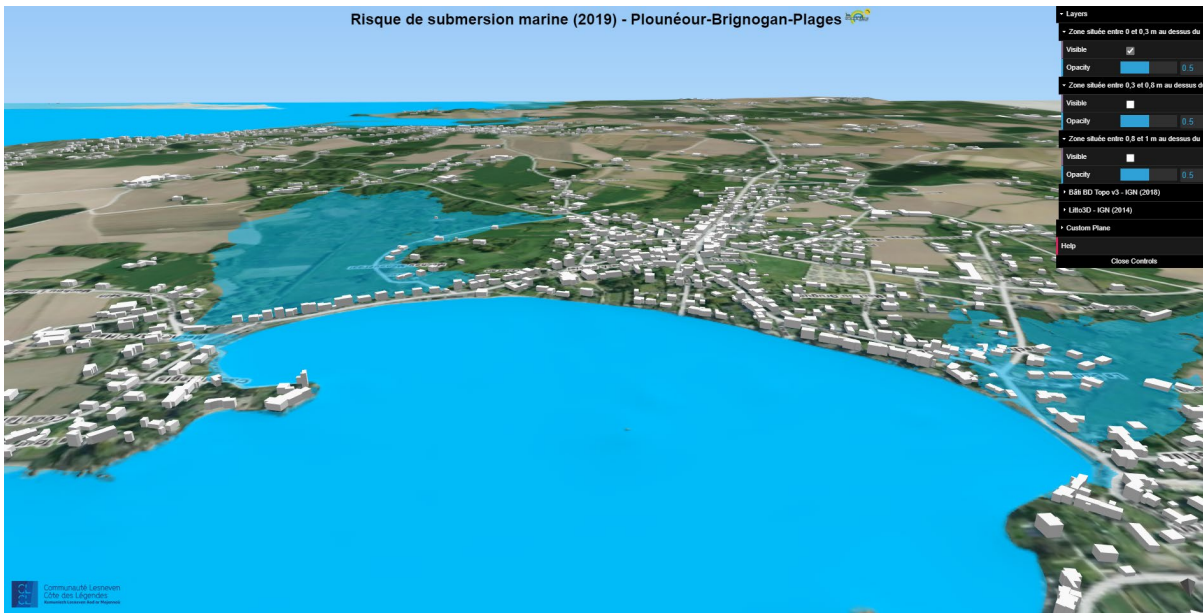 Risque de submersion marine (2019) - Plounéour-Brignogan-Plages
Layers
Zone située entre 0 et 0,3 m au dessus du
Visible
Opacity 0.5
Zone située entre 0,3 et 0,8 m au dessus d
Visible
Opacity 0.5
Zone située entre 0,8 et 1 m au dessus du
Visible
Opacity 0.5
Bâti BD Topo v3 - IGN (2018)
Litto3D - IGN (2014)
Custom Plane
Help
Close Controls
Communauté Lesneven
Côte des Légendes